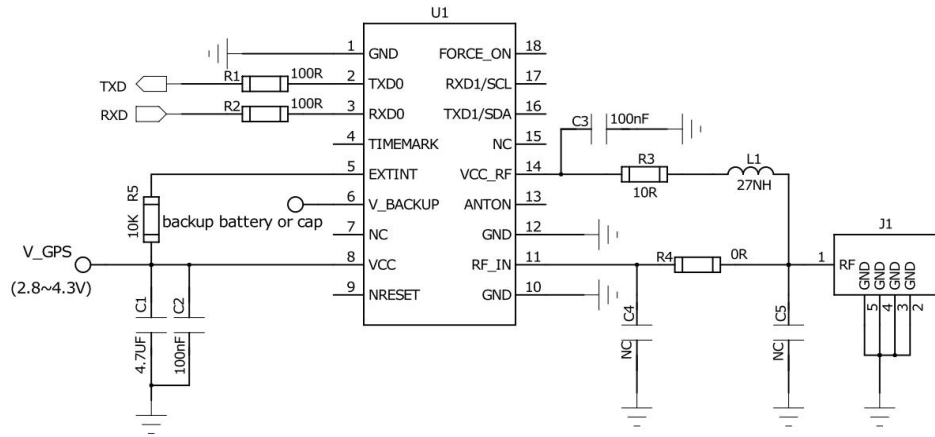 U1
1 GND FORCE_ON 18
TXD R1 100R 2 TXD0 RXD1/SCL 17
RXD R2 100R 3 RXD0 TXD1/SDA 16
C3 100nF
4 TIMEMARK NC 15
5 EXTINT VCC_RF 14
R3
10R
L1
27NH
R5
10K
backup battery or cap
6 V_BACKUP ANTON 13
7 NC GND 12
J1
V_GPS
(2.8~4.3V)
8 VCC RF_IN 11
R4 0R
1 RF
GND
GND
GND
GND
5
4
3
2
9 NRESET GND 10
C1
4.7UF
C2
100nF
C4
NC
C5
NC